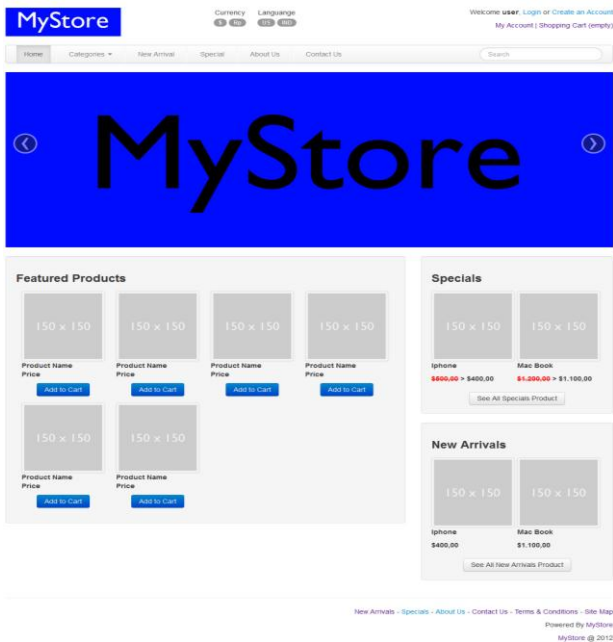 MyStore
Currency Languange
$ Rp US IND
Welcome user. Login or Create an Account
My Account | Shopping Cart (empty)
Home Categories New Arrival Special About Us Contact Us Search
MyStore
Featured Products
150 x 150 150 x 150 150 x 150 150 x 150
Product Name Product Name Product Name Product Name
Price Price Price Price
Add to Cart Add to Cart Add to Cart Add to Cart
150 x 150 150 x 150
Product Name Product Name
Price Price
Add to Cart Add to Cart
Specials
150 x 150 150 x 150
Iphone Mac Book
$500,00 > $400,00 $1.200,00 > $1.100,00
See All Specials Product
New Arrivals
150 x 150 150 x 150
Iphone Mac Book
$400,00 $1.100,00
See All New Arrivals Product
New Arrivals - Specials - About Us - Contact Us - Terms & Conditions - Site Map
Powered By MyStore
MyStore @ 2012